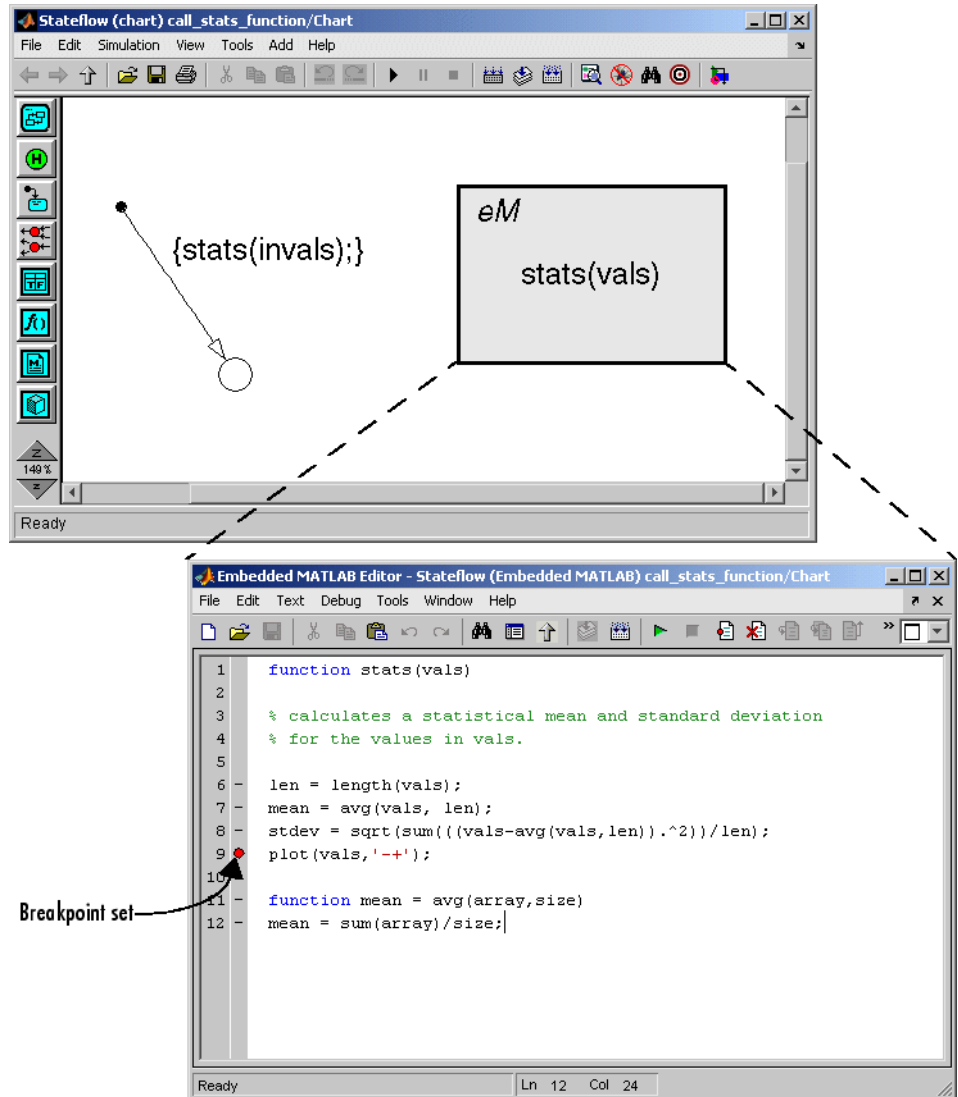 Stateflow (chart) call_stats_function/Chart
File Edit Simulation View Tools Add Help
{stats(invals);}
eM
stats(vals)
149%
Ready
Embedded MATLAB Editor - Stateflow (Embedded MATLAB) call_stats_function/Chart
File Edit Text Debug Tools Window Help
1 function stats(vals)
2
3 % calculates a statistical mean and standard deviation
4 % for the values in vals.
5
6 - len = length(vals);
7 - mean = avg(vals, len);
8 - stdev = sqrt(sum(((vals-avg(vals,len)).^2))/len);
9 plot(vals,'-+');
10
11 - function mean = avg(array,size)
12 - mean = sum(array)/size;
Breakpoint set
Ready Ln 12 Col 24